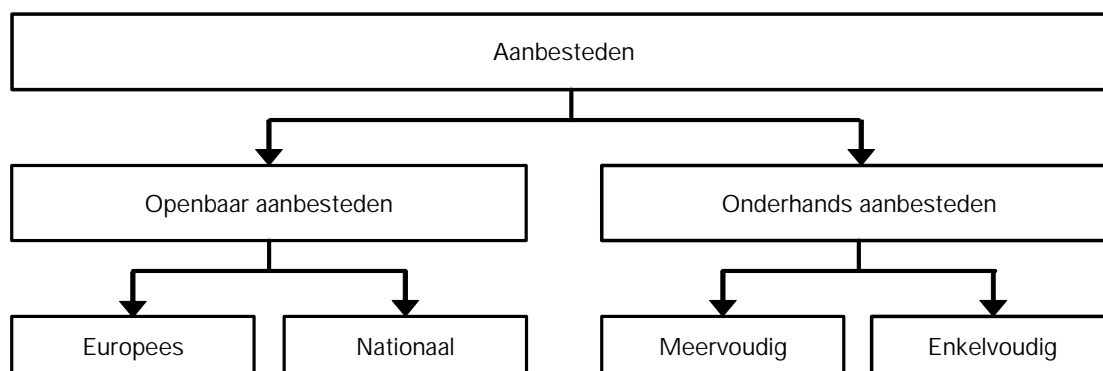 Aanbesteden
Openbaar aanbesteden
Onderhands aanbesteden
Europees
Nationaal
Meervoudig
Enkelvoudig